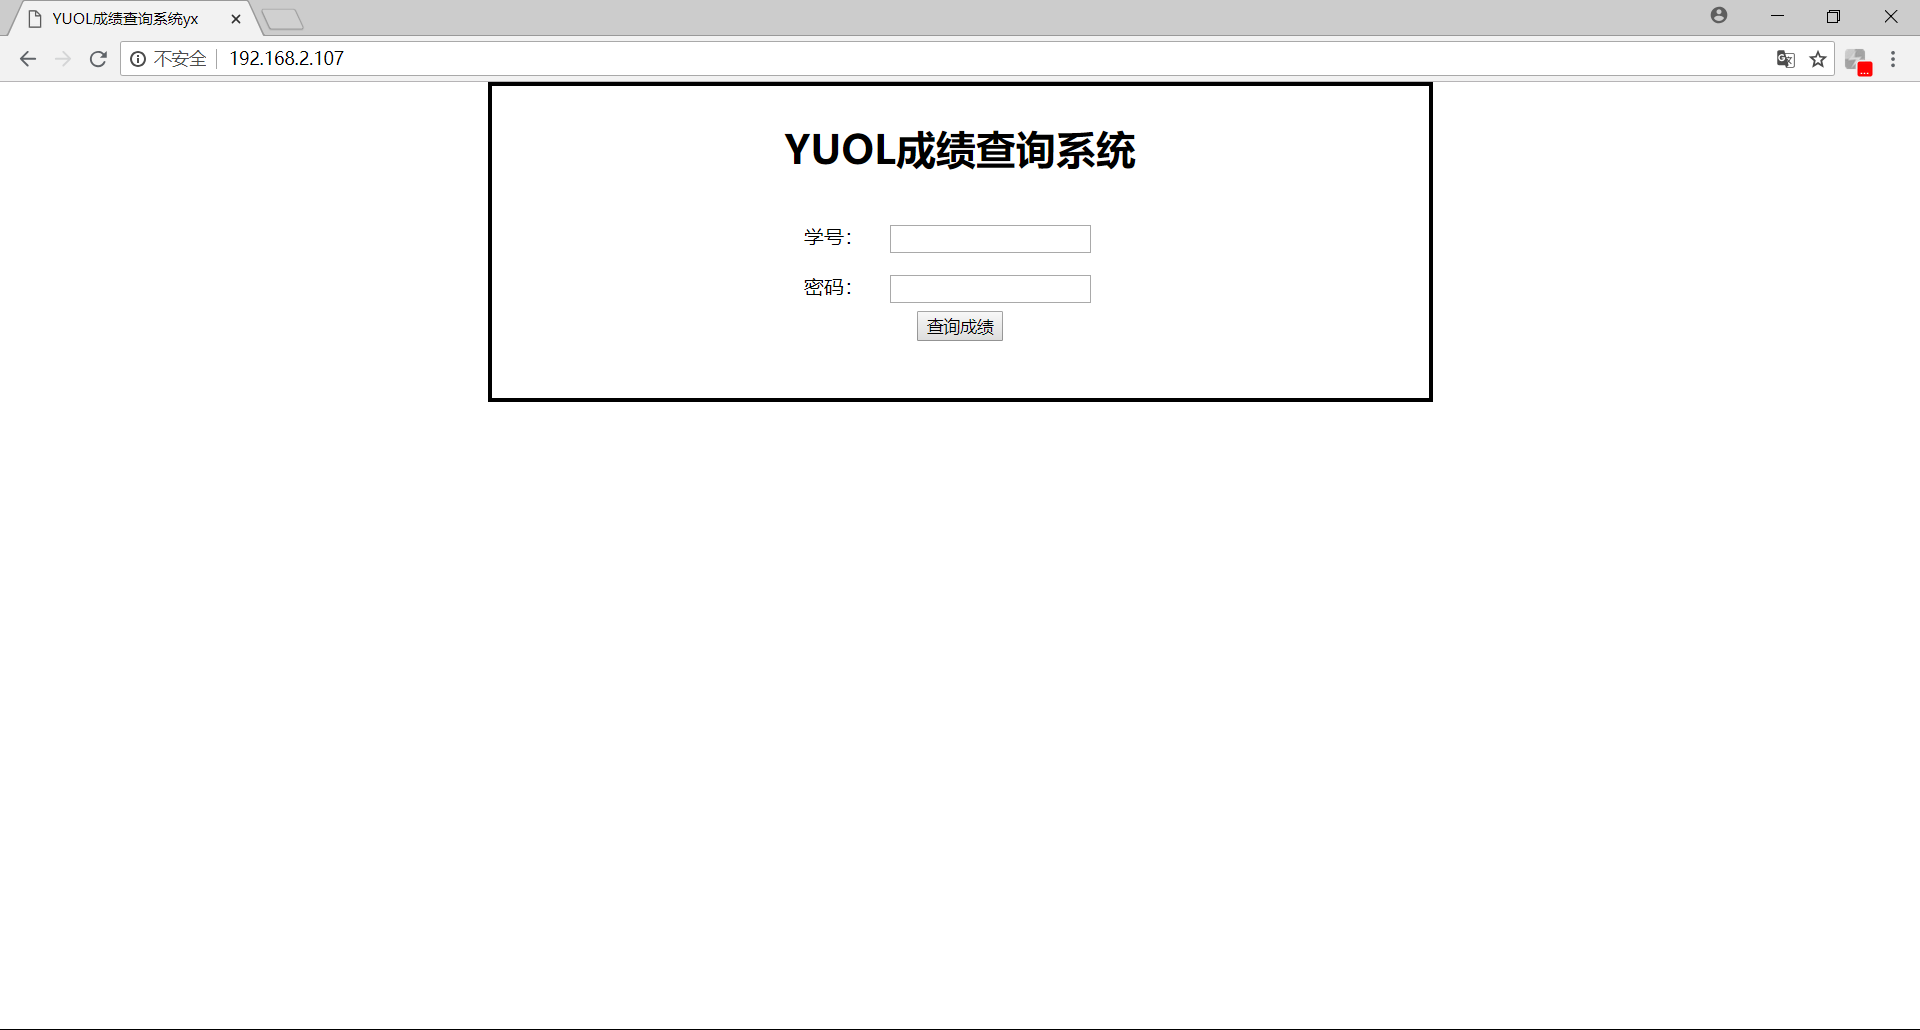 YUOL成绩查询系统yx
不安全 192.168.2.107
YUOL成绩查询系统
学号：
密码：
查询成绩